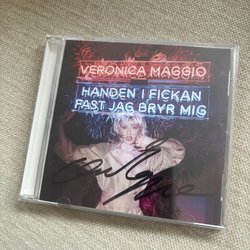 VERONICA MAGGIO
HANDEN I FICKAN
FAST JAG BRYR MIG